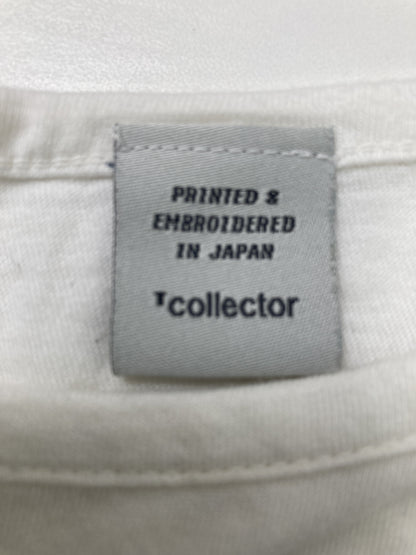 PRINTED &
EMBROIDERED
IN JAPAN
Tcollector